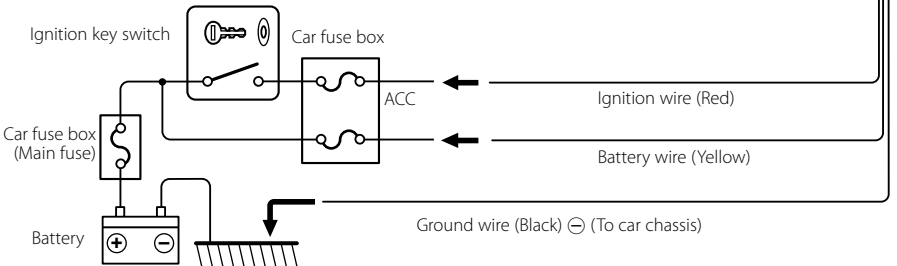 Ignition key switch
Car fuse box
ACC
Ignition wire (Red)
Car fuse box
(Main fuse)
Battery wire (Yellow)
Ground wire (Black) ⊖ (To car chassis)
Battery
+ −